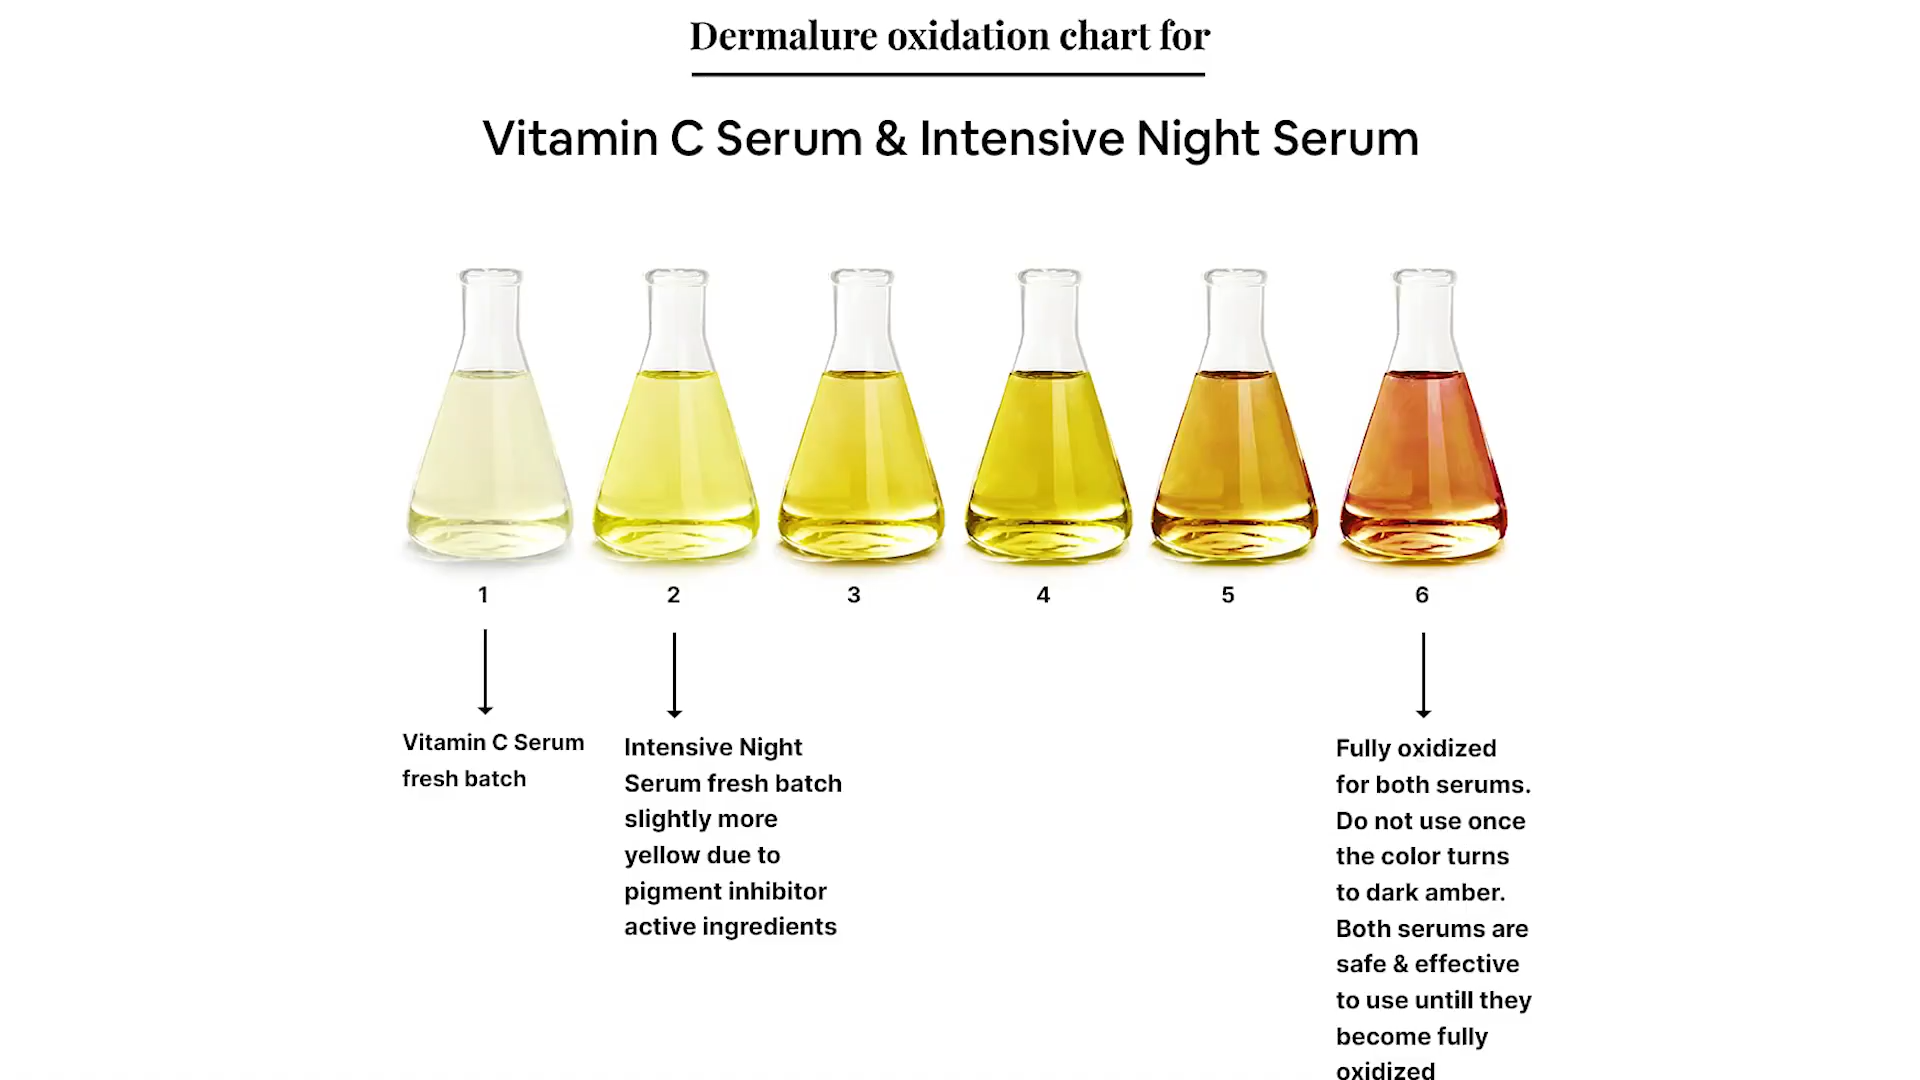 Dermalure oxidation chart for
Vitamin C Serum & Intensive Night Serum
1
2
3
4
5
6
Vitamin C Serum
fresh batch
Intensive Night
Serum fresh batch
slightly more
yellow due to
pigment inhibitor
active ingredients
Fully oxidized
for both serums.
Do not use once
the color turns
to dark amber.
Both serums are
safe & effective
to use untill they
become fully
oxidized